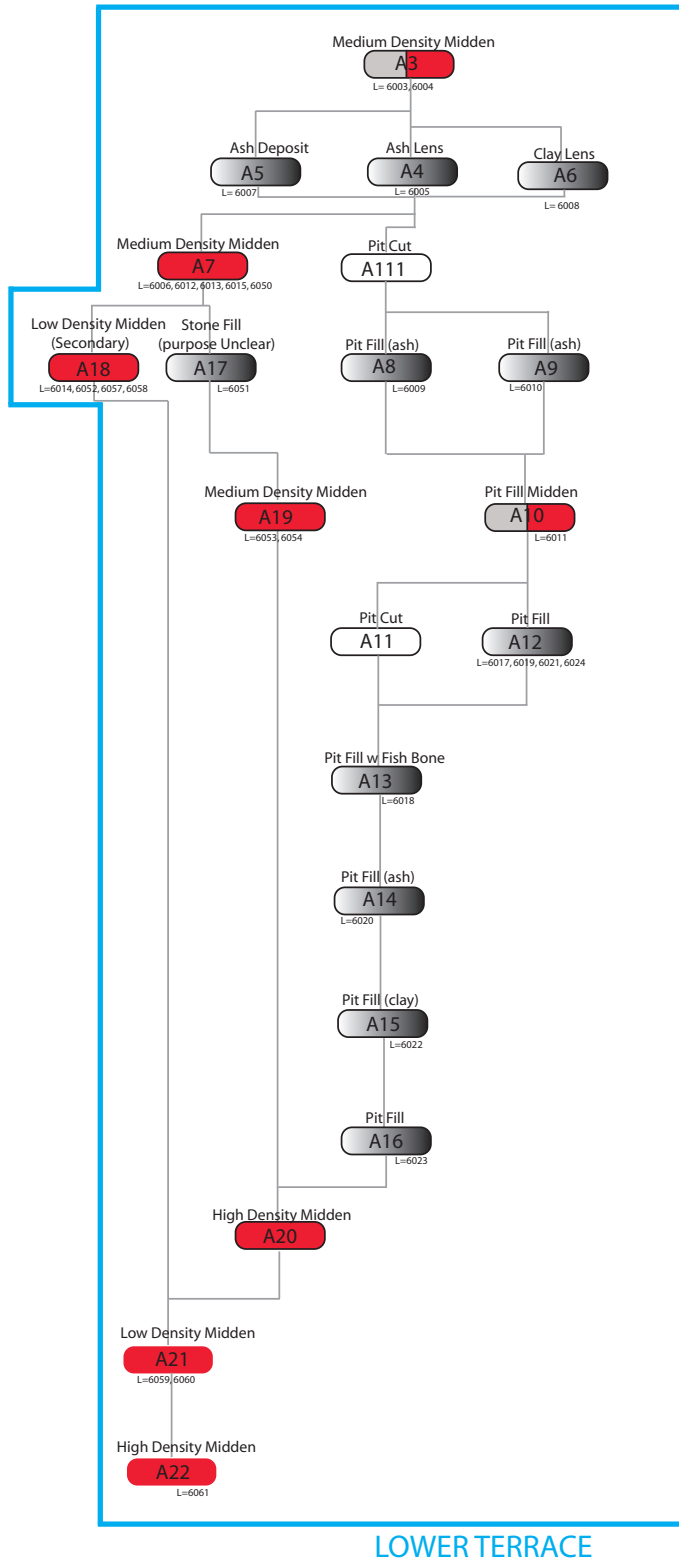 Medium Density Midden
A3
L= 6003, 6004
Ash Deposit
A5
L= 6007
Ash Lens
A4
L= 6005
Clay Lens
A6
L= 6008
Medium Density Midden
A7
L=6006, 6012, 6013, 6015, 6050
Pit Cut
A111
Low Density Midden
(Secondary)
A18
L=6014, 6052, 6057, 6058
Stone Fill
(purpose Unclear)
A17
L=6051
Pit Fill (ash)
A8
L=6009
Pit Fill (ash)
A9
L=6010
Medium Density Midden
A19
L=6053, 6054
Pit Fill Midden
A10
L=6011
Pit Cut
A11
Pit Fill
A12
L=6017, 6019, 6021, 6024
Pit Fill w Fish Bone
A13
L=6018
Pit Fill (ash)
A14
L=6020
Pit Fill (clay)
A15
L=6022
Pit Fill
A16
L=6023
High Density Midden
A20
Low Density Midden
A21
L=6059, 6060
High Density Midden
A22
L=6061
LOWER TERRACE